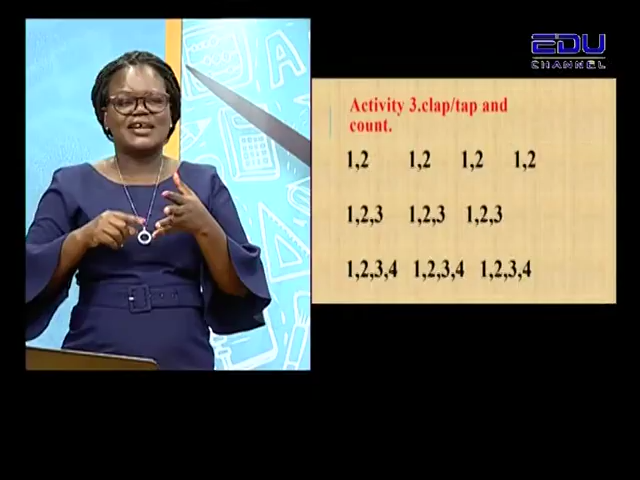 EDU
CHANNEL
Activity 3.clap/tap and
count.
1,2 1,2 1,2 1,2
1,2,3 1,2,3 1,2,3
1,2,3,4 1,2,3,4 1,2,3,4
A